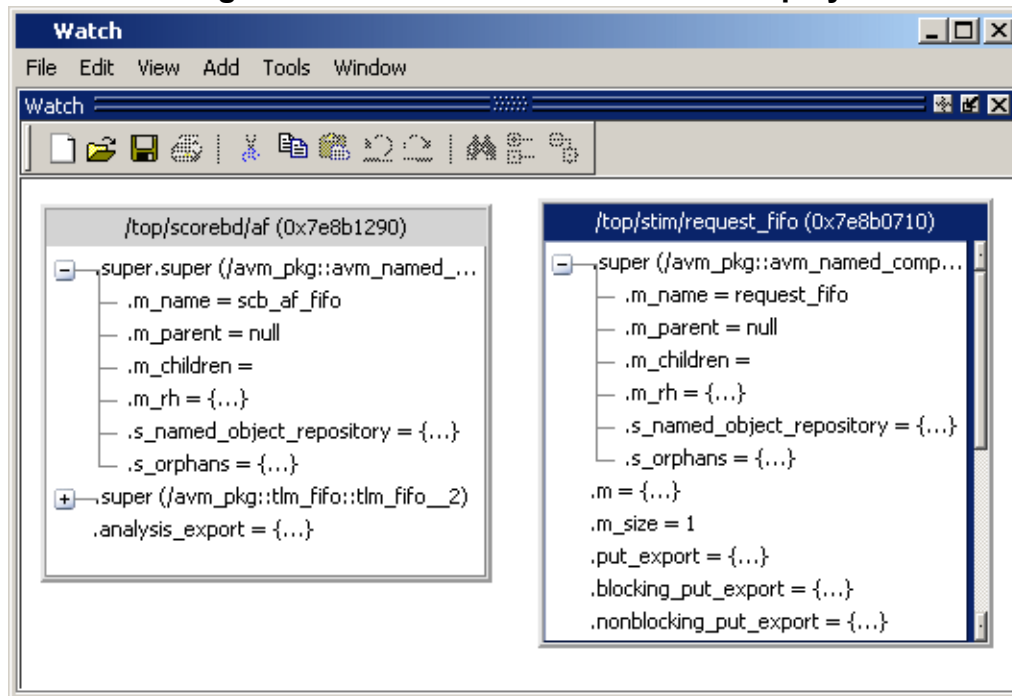 Watch
File Edit View Add Tools Window
Watch
/top/scorebd/af (0x7e8b1290)
super.super (/avm_pkg::avm_named_...
.m_name = scb_af_fifo
.m_parent = null
.m_children =
.m_rh = {...}
.s_named_object_repository = {...}
.s_orphans = {...}
.super (/avm_pkg::tlm_fifo::tlm_fifo__2)
.analysis_export = {...}
/top/stim/request_fifo (0x7e8b0710)
super (/avm_pkg::avm_named_comp...
.m_name = request_fifo
.m_parent = null
.m_children =
.m_rh = {...}
.s_named_object_repository = {...}
.s_orphans = {...}
.m = {...}
.m_size = 1
.put_export = {...}
.blocking_put_export = {...}
.nonblocking_put_export = {...}